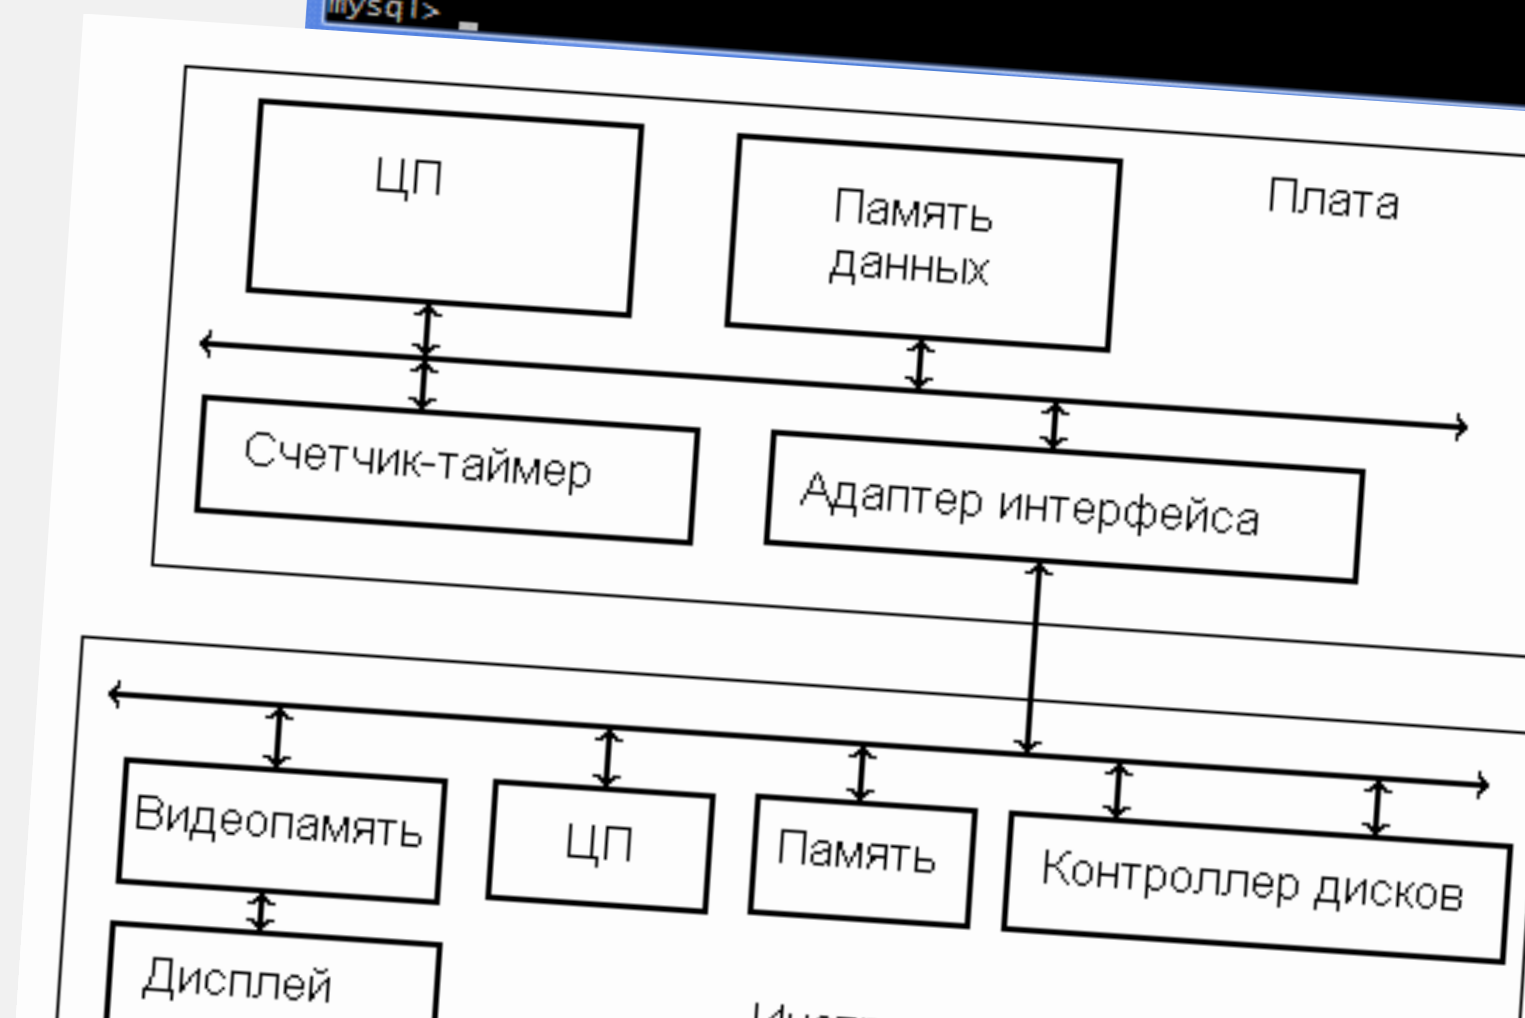 mysql>
ЦП
Память
данных
Плата
Счетчик-таймер
Адаптер интерфейса
Видеопамять
ЦП
Память
Контроллер дисков
Дисплей